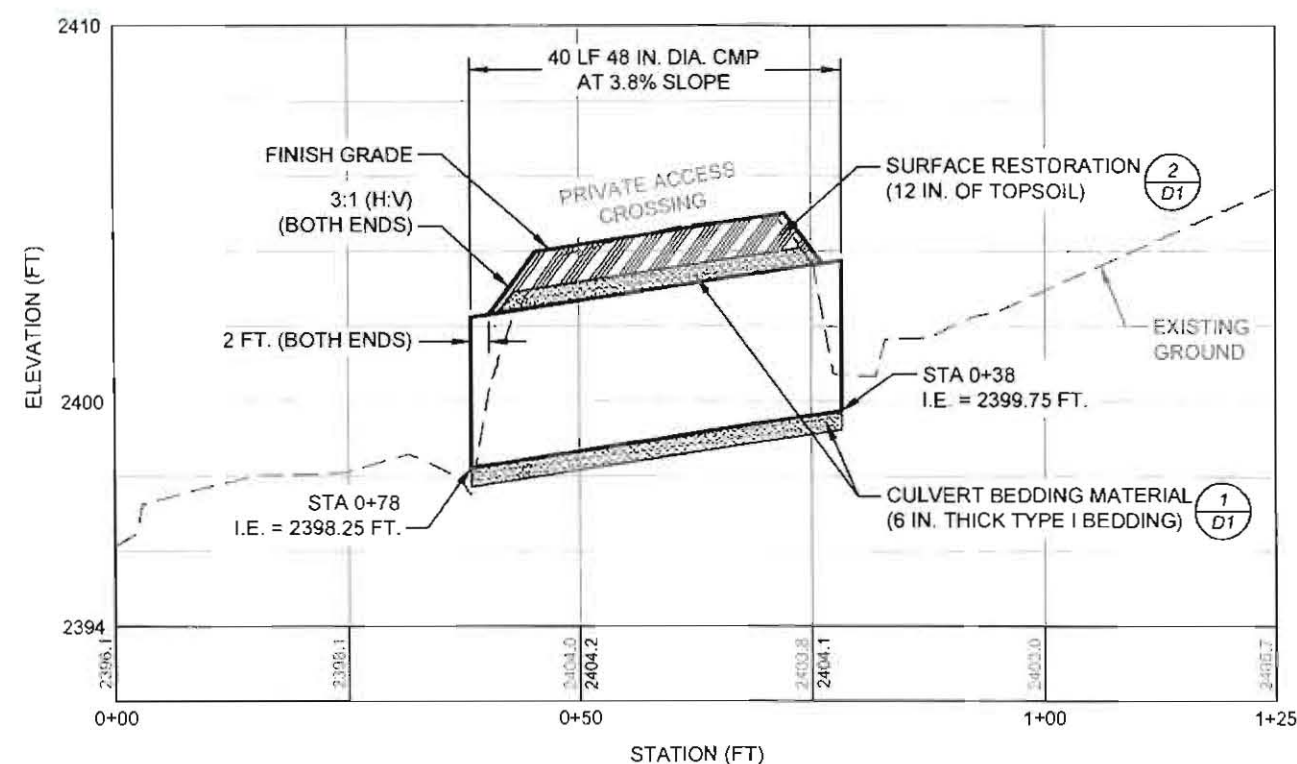 2410
40 LF 48 IN. DIA. CMP
AT 3.8% SLOPE
FINISH GRADE
3:1 (H:V)
(BOTH ENDS)
PRIVATE ACCESS
CROSSING
SURFACE RESTORATION
(12 IN. OF TOPSOIL)
2
D1
2 FT. (BOTH ENDS)
EXISTING
GROUND
ELEVATION (FT)
2400
STA 0+38
I.E. = 2399.75 FT.
STA 0+78
I.E. = 2398.25 FT.
CULVERT BEDDING MATERIAL
(6 IN. THICK TYPE I BEDDING)
1
D1
2394
2396.1
2398.1
2404.0
2404.2
2403.8
2404.1
2403.0
0+00
0+50
1+00
1+25
STATION (FT)